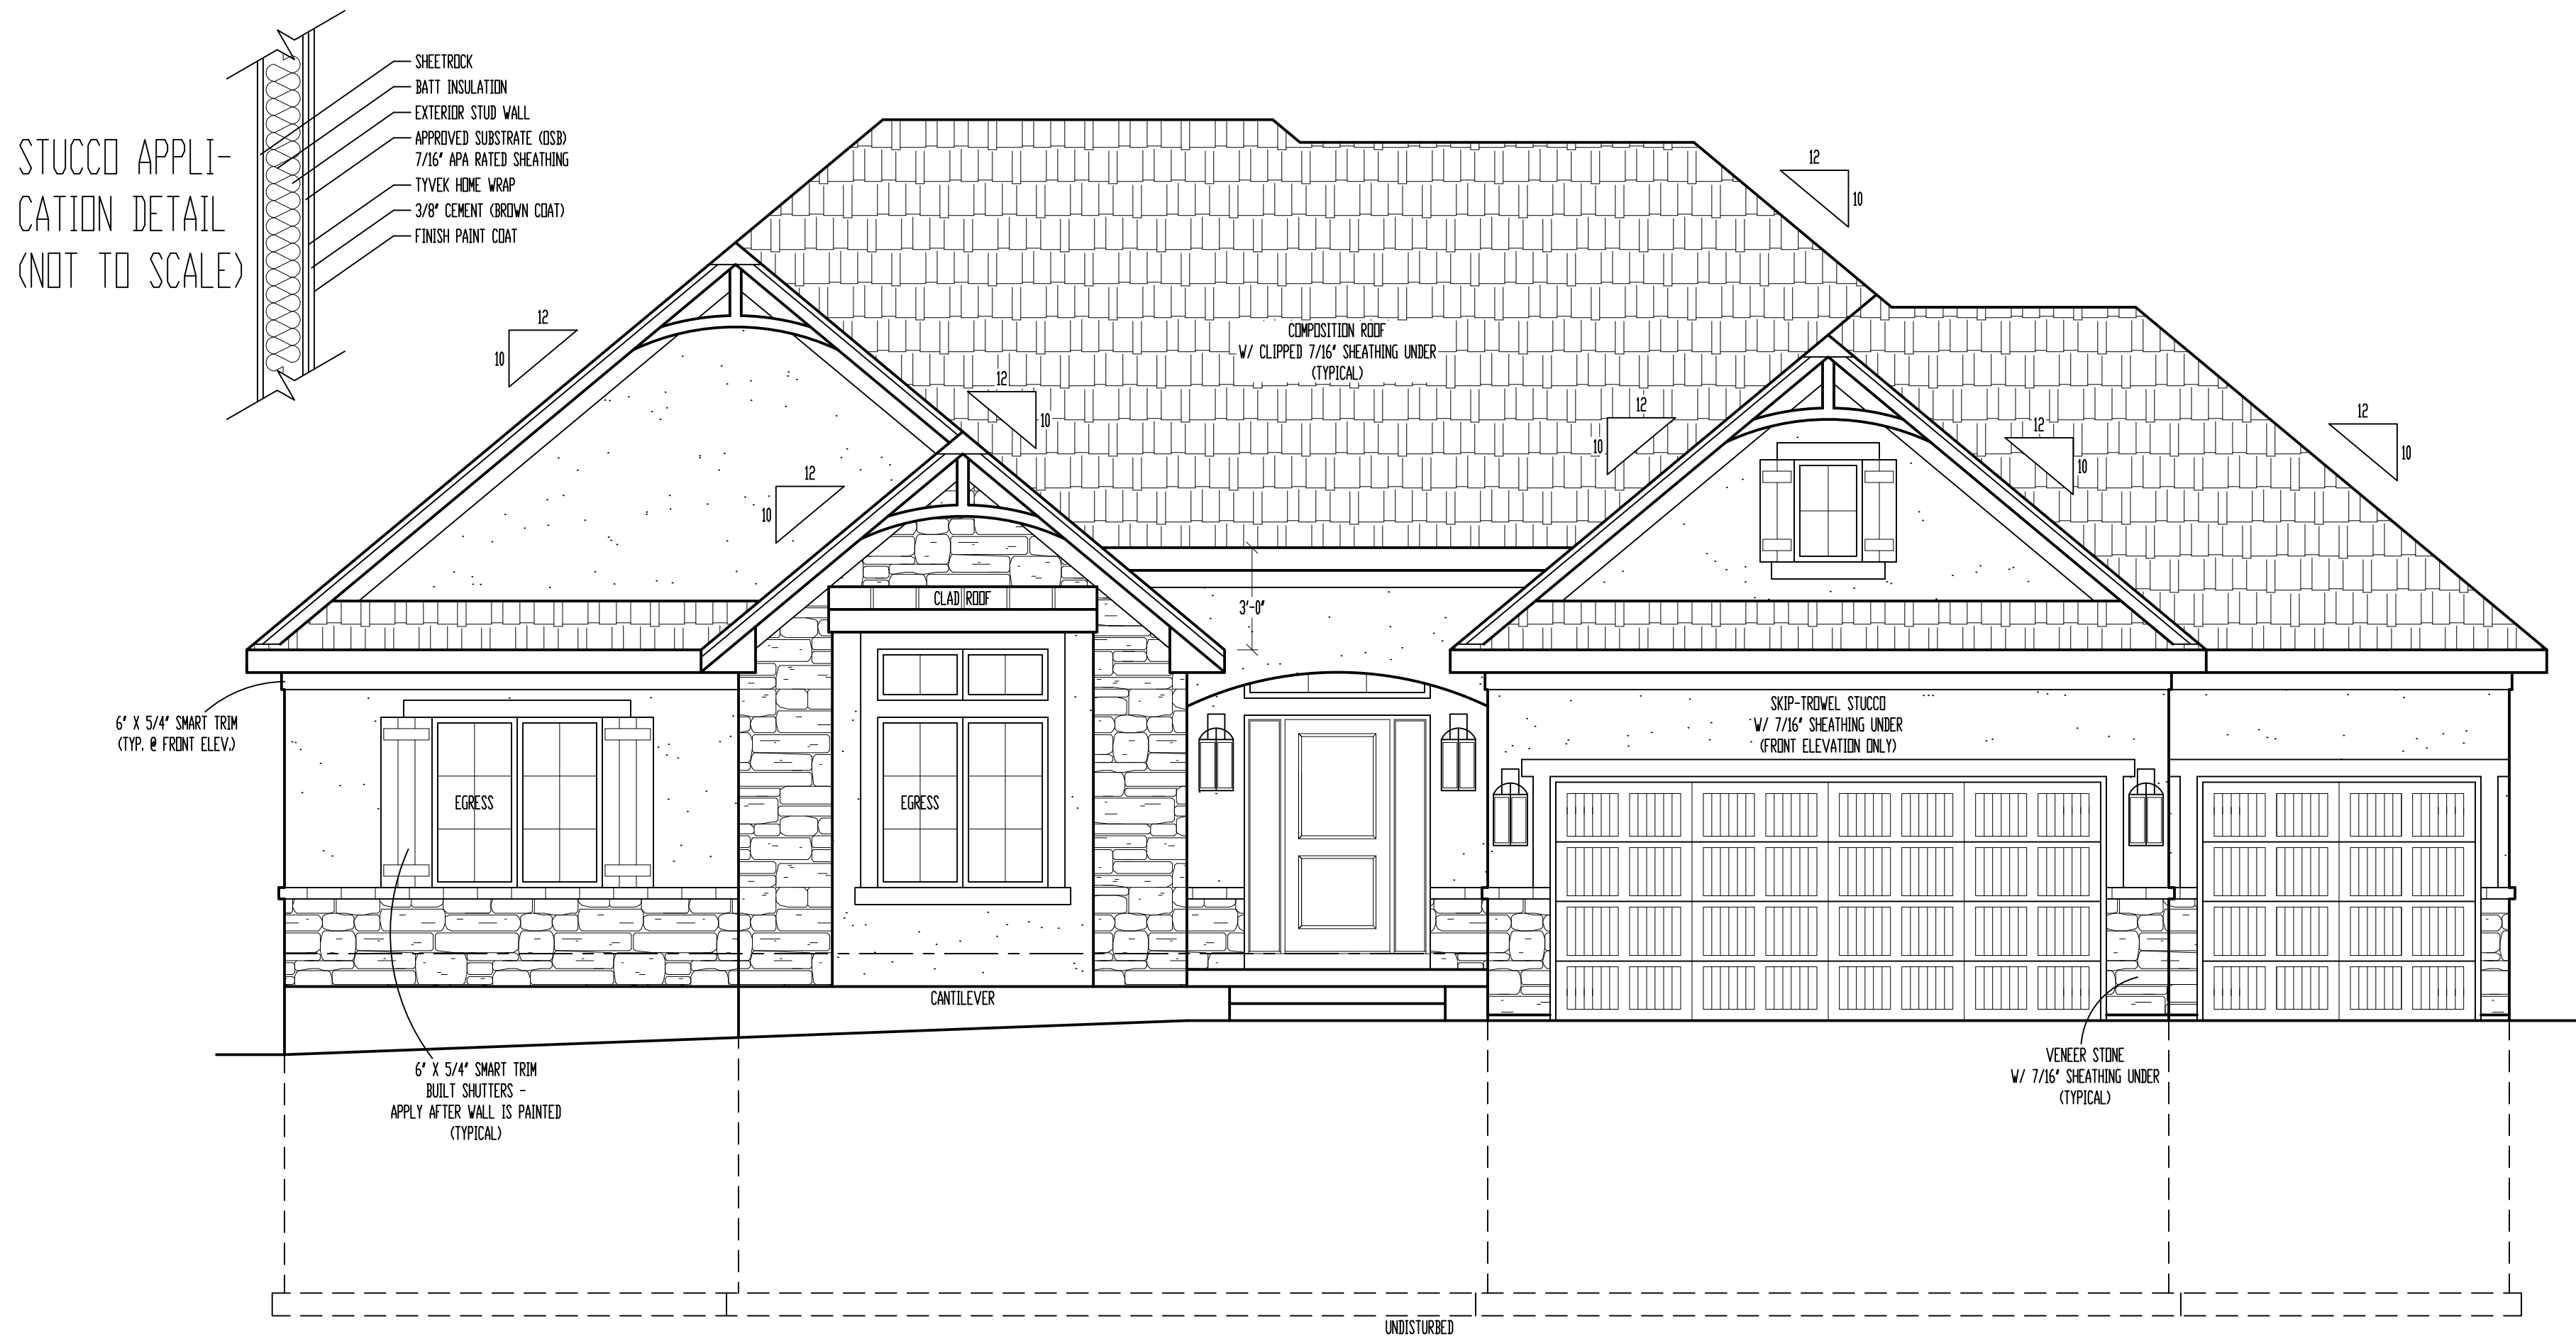 STUCCO APPLI-
CATION DETAIL
(NOT TO SCALE)
SHEETROCK
BATT INSULATION
EXTERIOR STUD WALL
APPROVED SUBSTRATE (OSB)
7/16" APA RATED SHEATHING
TYVEK HOME WRAP
3/8" CEMENT (BROWN COAT)
FINISH PAINT COAT
12
10
12
10
COMPOSITION ROOF
W/ CLIPPED 7/16" SHEATHING UNDER
(TYPICAL)
12
10
12
10
12
10
12
10
12
10
CLAD ROOF
3'-0"
6" X 5/4" SMART TRIM
(TYP. @ FRONT ELEV.)
SKIP-TROWEL STUCCO
W/ 7/16" SHEATHING UNDER
(FRONT ELEVATION ONLY)
EGRESS
EGRESS
CANTILEVER
6" X 5/4" SMART TRIM
BUILT SHUTTERS -
APPLY AFTER WALL IS PAINTED
(TYPICAL)
VENEER STONE
W/ 7/16" SHEATHING UNDER
(TYPICAL)
UNDISTURBED